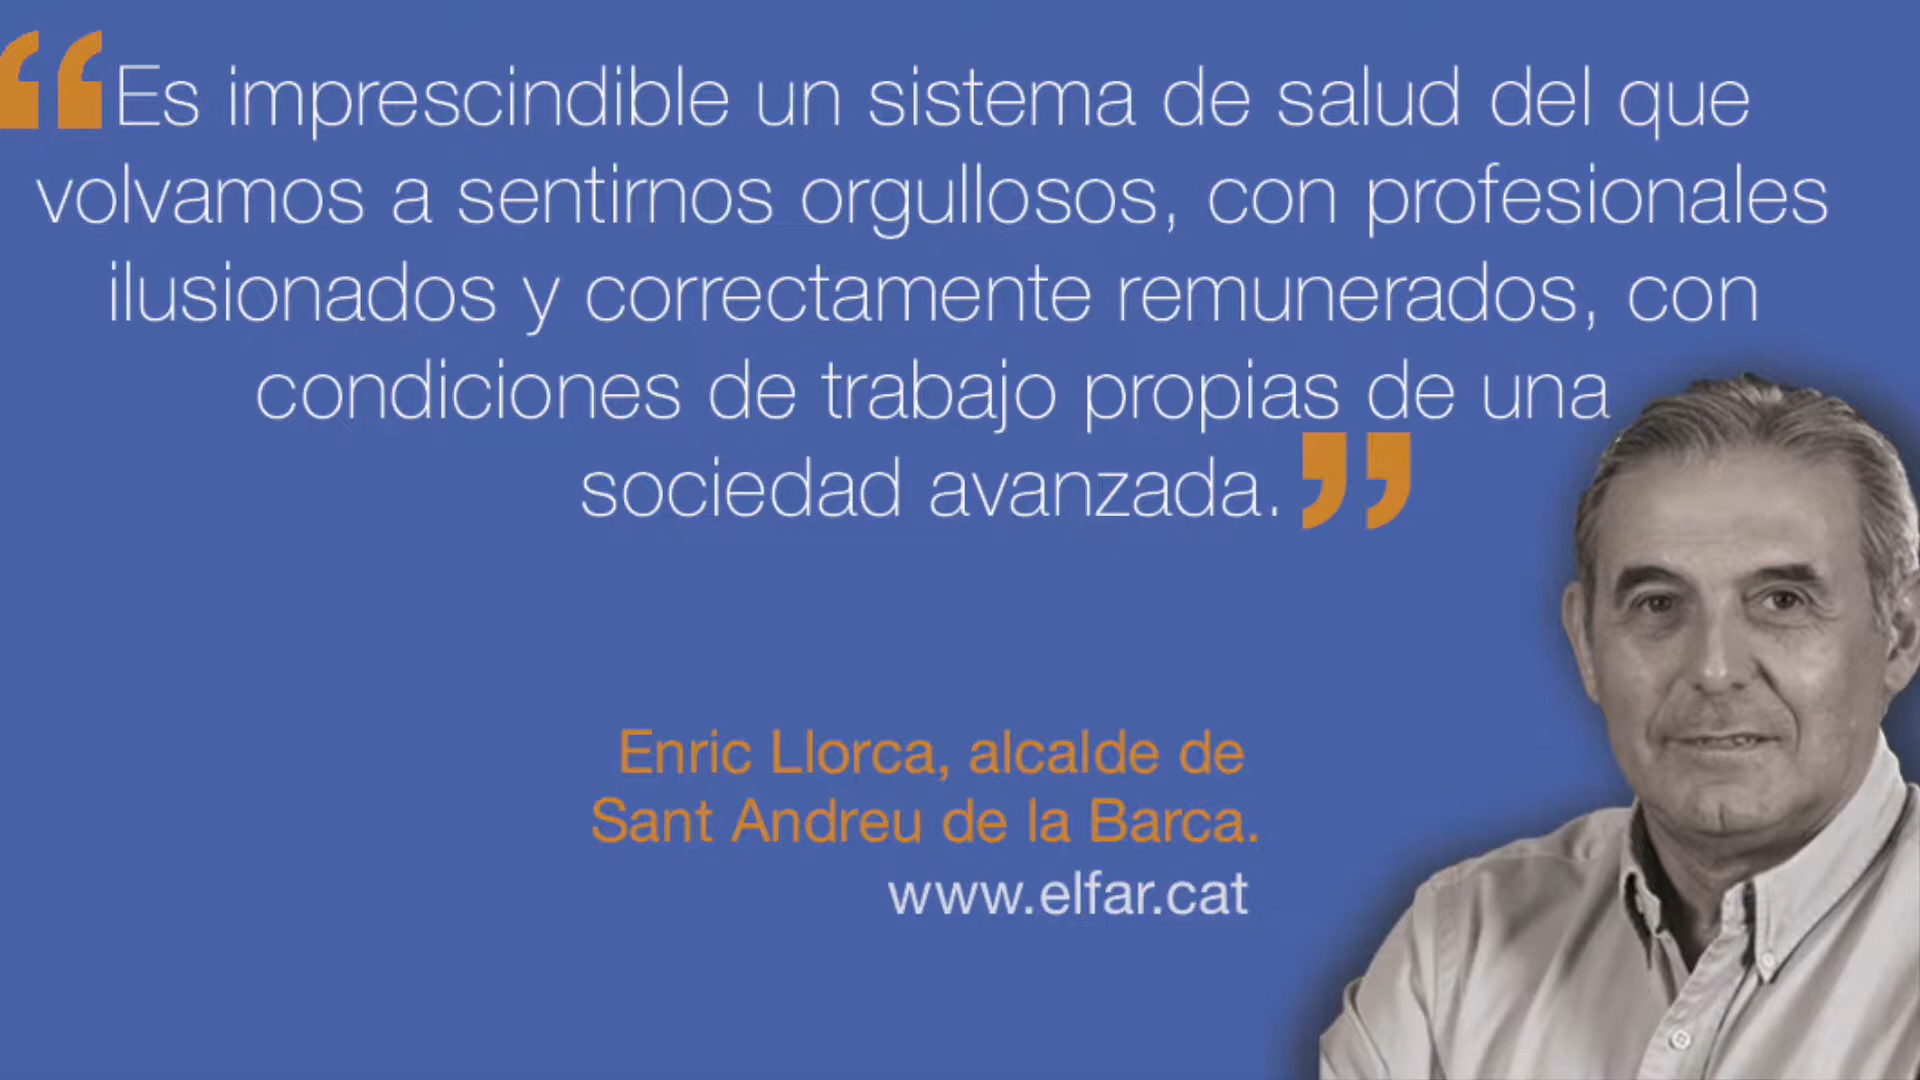 “Es imprescindible un sistema de salud del que
volvamos a sentirnos orgullosos, con profesionales
ilusionados y correctamente remunerados, con
condiciones de trabajo propias de una
sociedad avanzada.”
Enric Llorca, alcalde de
Sant Andreu de la Barca.
www.elfar.cat